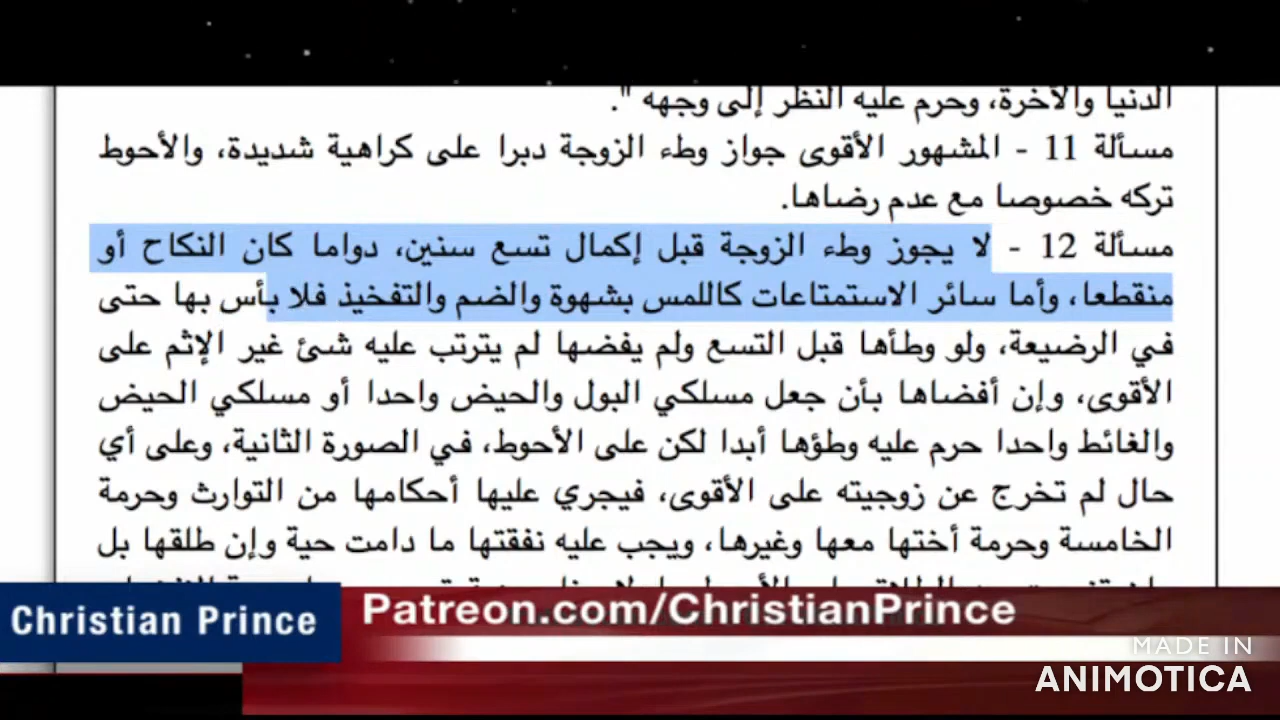 الدنيا والآخرة، وحرم عليه النظر إلى وجهه ".
مسألة 11 - المشهور الأقوى جواز وطء الزوجة دبرا على كراهية شديدة، والأحوط
تركه خصوصا مع عدم رضاها.
مسألة 12 - لا يجوز وطء الزوجة قبل إكمال تسع سنين، دواما كان النكاح أو
منقطعا، وأما سائر الاستمتاعات كاللمس بشهوة والضم والتفخيذ فلا بأس بها حتى
في الرضيعة، ولو وطأها قبل التسع ولم يفضها لم يترتب عليه شئ غير الإثم على
الأقوى، وإن أفضاها بأن جعل مسلكي البول والحيض واحدا أو مسلكي الحيض
والغائط واحدا حرم عليه وطؤها أبدا لكن على الأحوط، في الصورة الثانية، وعلى أي
حال لم تخرج عن زوجيته على الأقوى، فيجري عليها أحكامها من التوارث وحرمة
الخامسة وحرمة أختها معها وغيرها، ويجب عليه نفقتها ما دامت حية وإن طلقها بل
Christian Prince
Patreon.com/ChristianPrince
MADE IN
ANIMOTICA